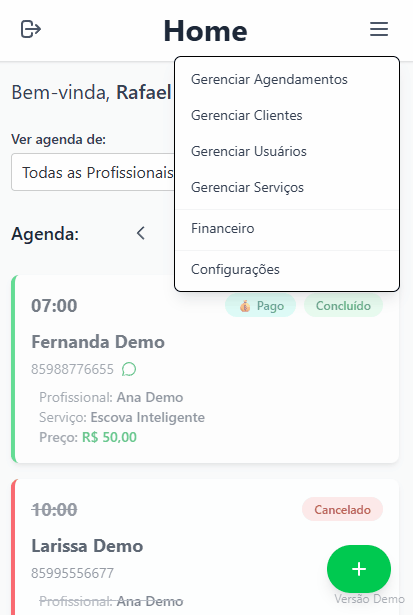 Home
Bem-vinda, Rafael
Gerenciar Agendamentos
Gerenciar Clientes
Gerenciar Usuários
Gerenciar Serviços
Financeiro
Configurações
Ver agenda de:
Todas as Profissionais
Agenda:
07:00
Pago
Concluído
Fernanda Demo
85988776655
Profissional: Ana Demo
Serviço: Escova Inteligente
Preço: R$ 50,00
10:00
Cancelado
Larissa Demo
85995556677
Profissional: Ana Demo
Versão Demo